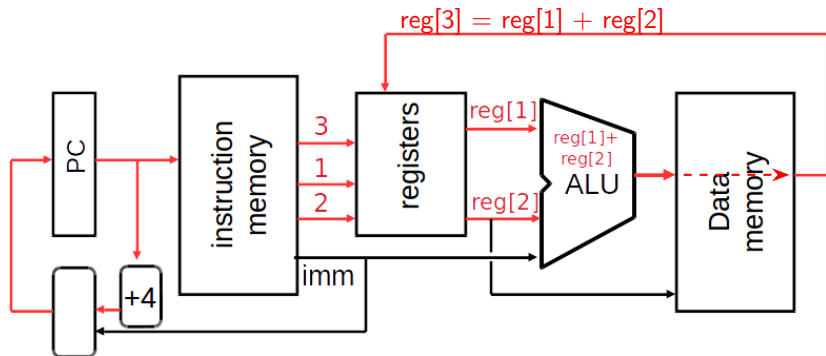 reg[3] = reg[1] + reg[2]
PC
instruction
memory
3
1
2
imm
registers
reg[1]
reg[2]
reg[1]+
reg[2]
ALU
Data
memory
+4